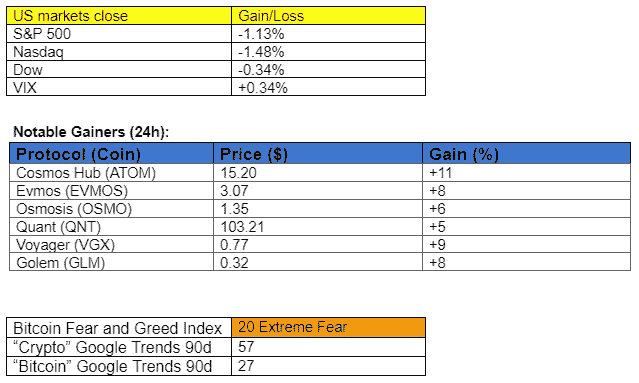 US markets close Gain/Loss
S&P 500 -1.13%
Nasdaq -1.48%
Dow -0.34%
VIX +0.34%
Notable Gainers (24h):
Protocol (Coin) Price ($) Gain (%)
Cosmos Hub (ATOM) 15.20 +11
Evmos (EVMOS) 3.07 +8
Osmosis (OSMO) 1.35 +6
Quant (QNT) 103.21 +5
Voyager (VGX) 0.77 +9
Golem (GLM) 0.32 +8
Bitcoin Fear and Greed Index 20 Extreme Fear
“Crypto” Google Trends 90d 57
“Bitcoin” Google Trends 90d 27